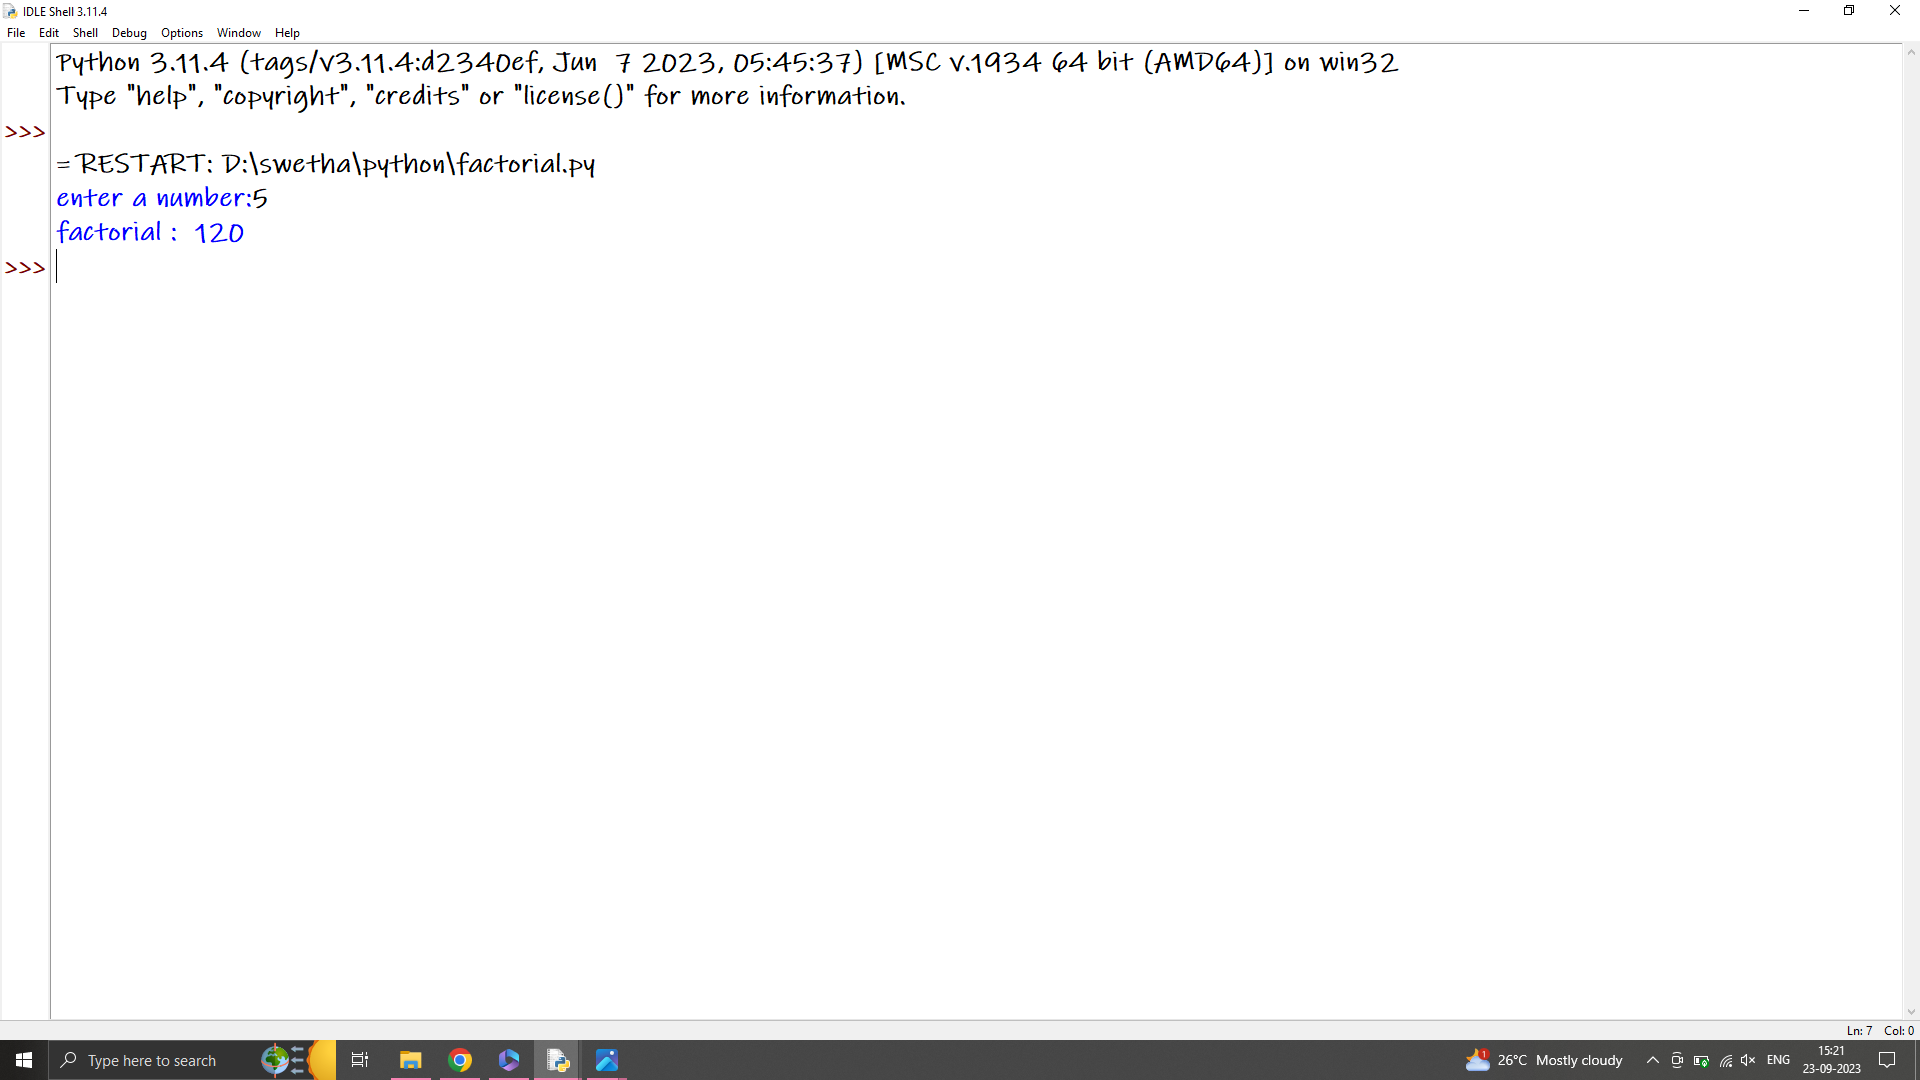 IDLE Shell 3.11.4
File Edit Shell Debug Options Window Help
Python 3.11.4 (tags/v3.11.4:d2340ef, Jun  7 2023, 05:45:37) [MSC v.1934 64 bit (AMD64)] on win32
Type "help", "copyright", "credits" or "license()" for more information.
>>>
= RESTART: D:\swetha\python\factorial.py
enter a number:5
factorial :  120
>>>
Ln: 7 Col: 0
Type here to search
1
26°C Mostly cloudy
ENG
15:21
23-09-2023